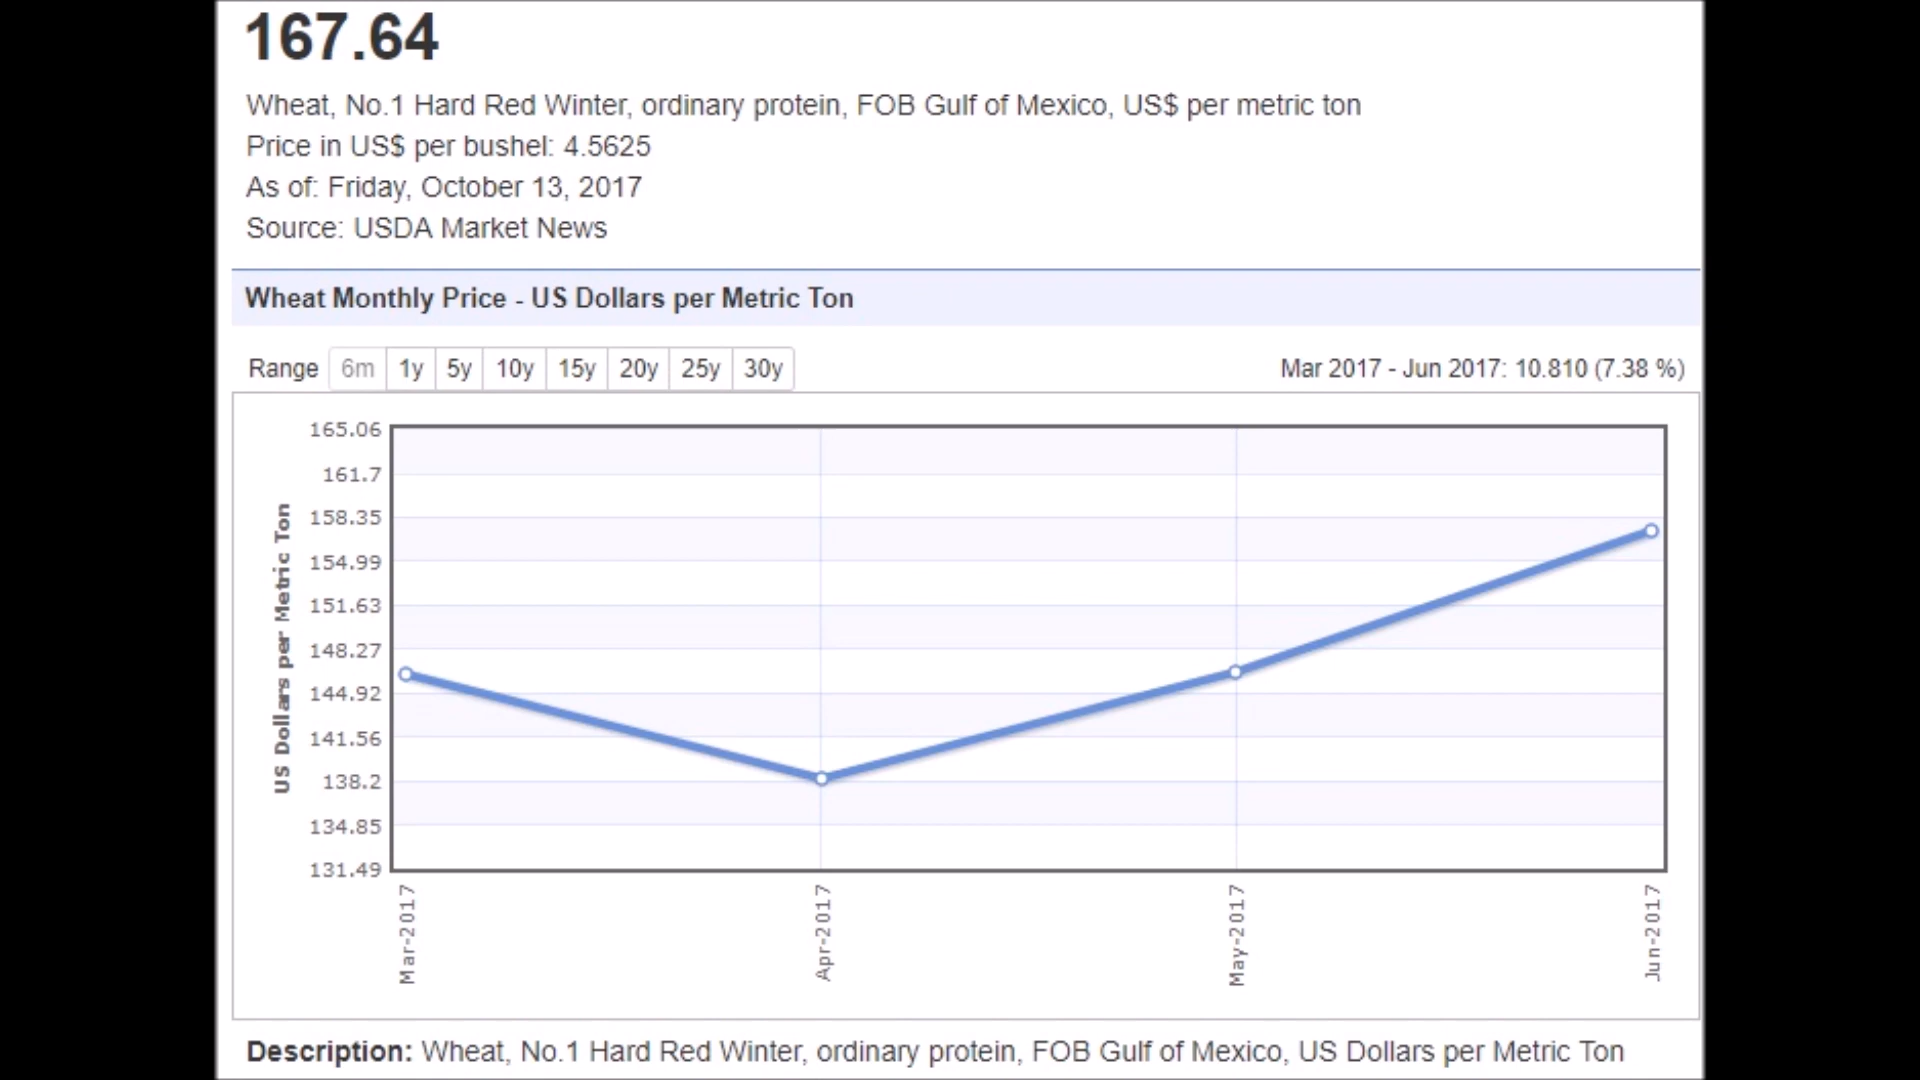 167.64
Wheat, No.1 Hard Red Winter, ordinary protein, FOB Gulf of Mexico, US$ per metric ton
Price in US$ per bushel: 4.5625
As of: Friday, October 13, 2017
Source: USDA Market News
Wheat Monthly Price - US Dollars per Metric Ton
Range 6m 1y 5y 10y 15y 20y 25y 30y
Mar 2017 - Jun 2017: 10.810 (7.38 %)
US Dollars per Metric Ton
165.06
161.7
158.35
154.99
151.63
148.27
144.92
141.56
138.2
134.85
131.49
Mar-2017
Apr-2017
May-2017
Jun-2017
Description: Wheat, No.1 Hard Red Winter, ordinary protein, FOB Gulf of Mexico, US Dollars per Metric Ton